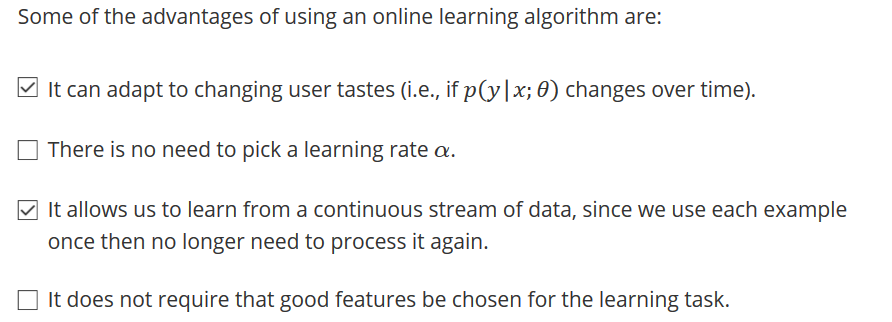 Some of the advantages of using an online learning algorithm are:
It can adapt to changing user tastes (i.e., if p(y|x; θ) changes over time).
There is no need to pick a learning rate α.
It allows us to learn from a continuous stream of data, since we use each example
once then no longer need to process it again.
It does not require that good features be chosen for the learning task.